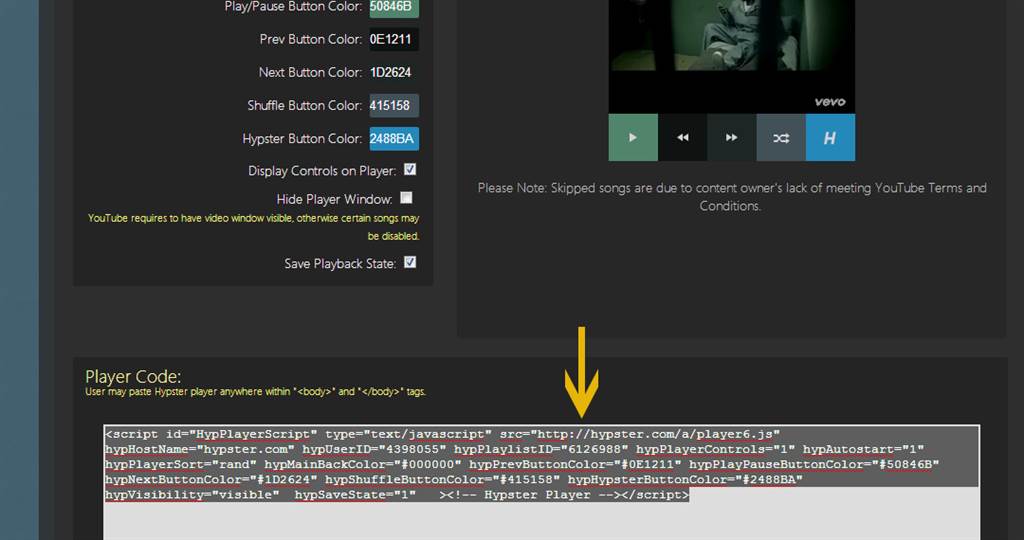 Play/Pause Button Color: 50846B
Prev Button Color: 0E1211
Next Button Color: 1D2624
Shuffle Button Color: 415158
Hypster Button Color: 2488BA
Display Controls on Player:
Hide Player Window:
YouTube requires to have video window visible, otherwise certain songs may
be disabled.
Save Playback State:
vevo
H
Please Note: Skipped songs are due to content owner's lack of meeting YouTube Terms and
Conditions.
Player Code:
User may paste Hypster player anywhere within "<body>" and "</body>" tags.
<script id="HypPlayerScript" type="text/javascript" src="http://hypster.com/a/player6.js"
hypHostName="hypster.com" hypUserID="4398055" hypPlaylistID="6126988" hypPlayerControls="1" hypAutostart="1"
hypPlayerSort="rand" hypMainBackColor="#000000" hypPrevButtonColor="#0E1211" hypPlayPauseButtonColor="#50846B"
hypNextButtonColor="#1D2624" hypShuffleButtonColor="#415158" hypHypsterButtonColor="#2488BA"
hypVisibility="visible"  hypSaveState="1"   ><!-- Hypster Player --></script>